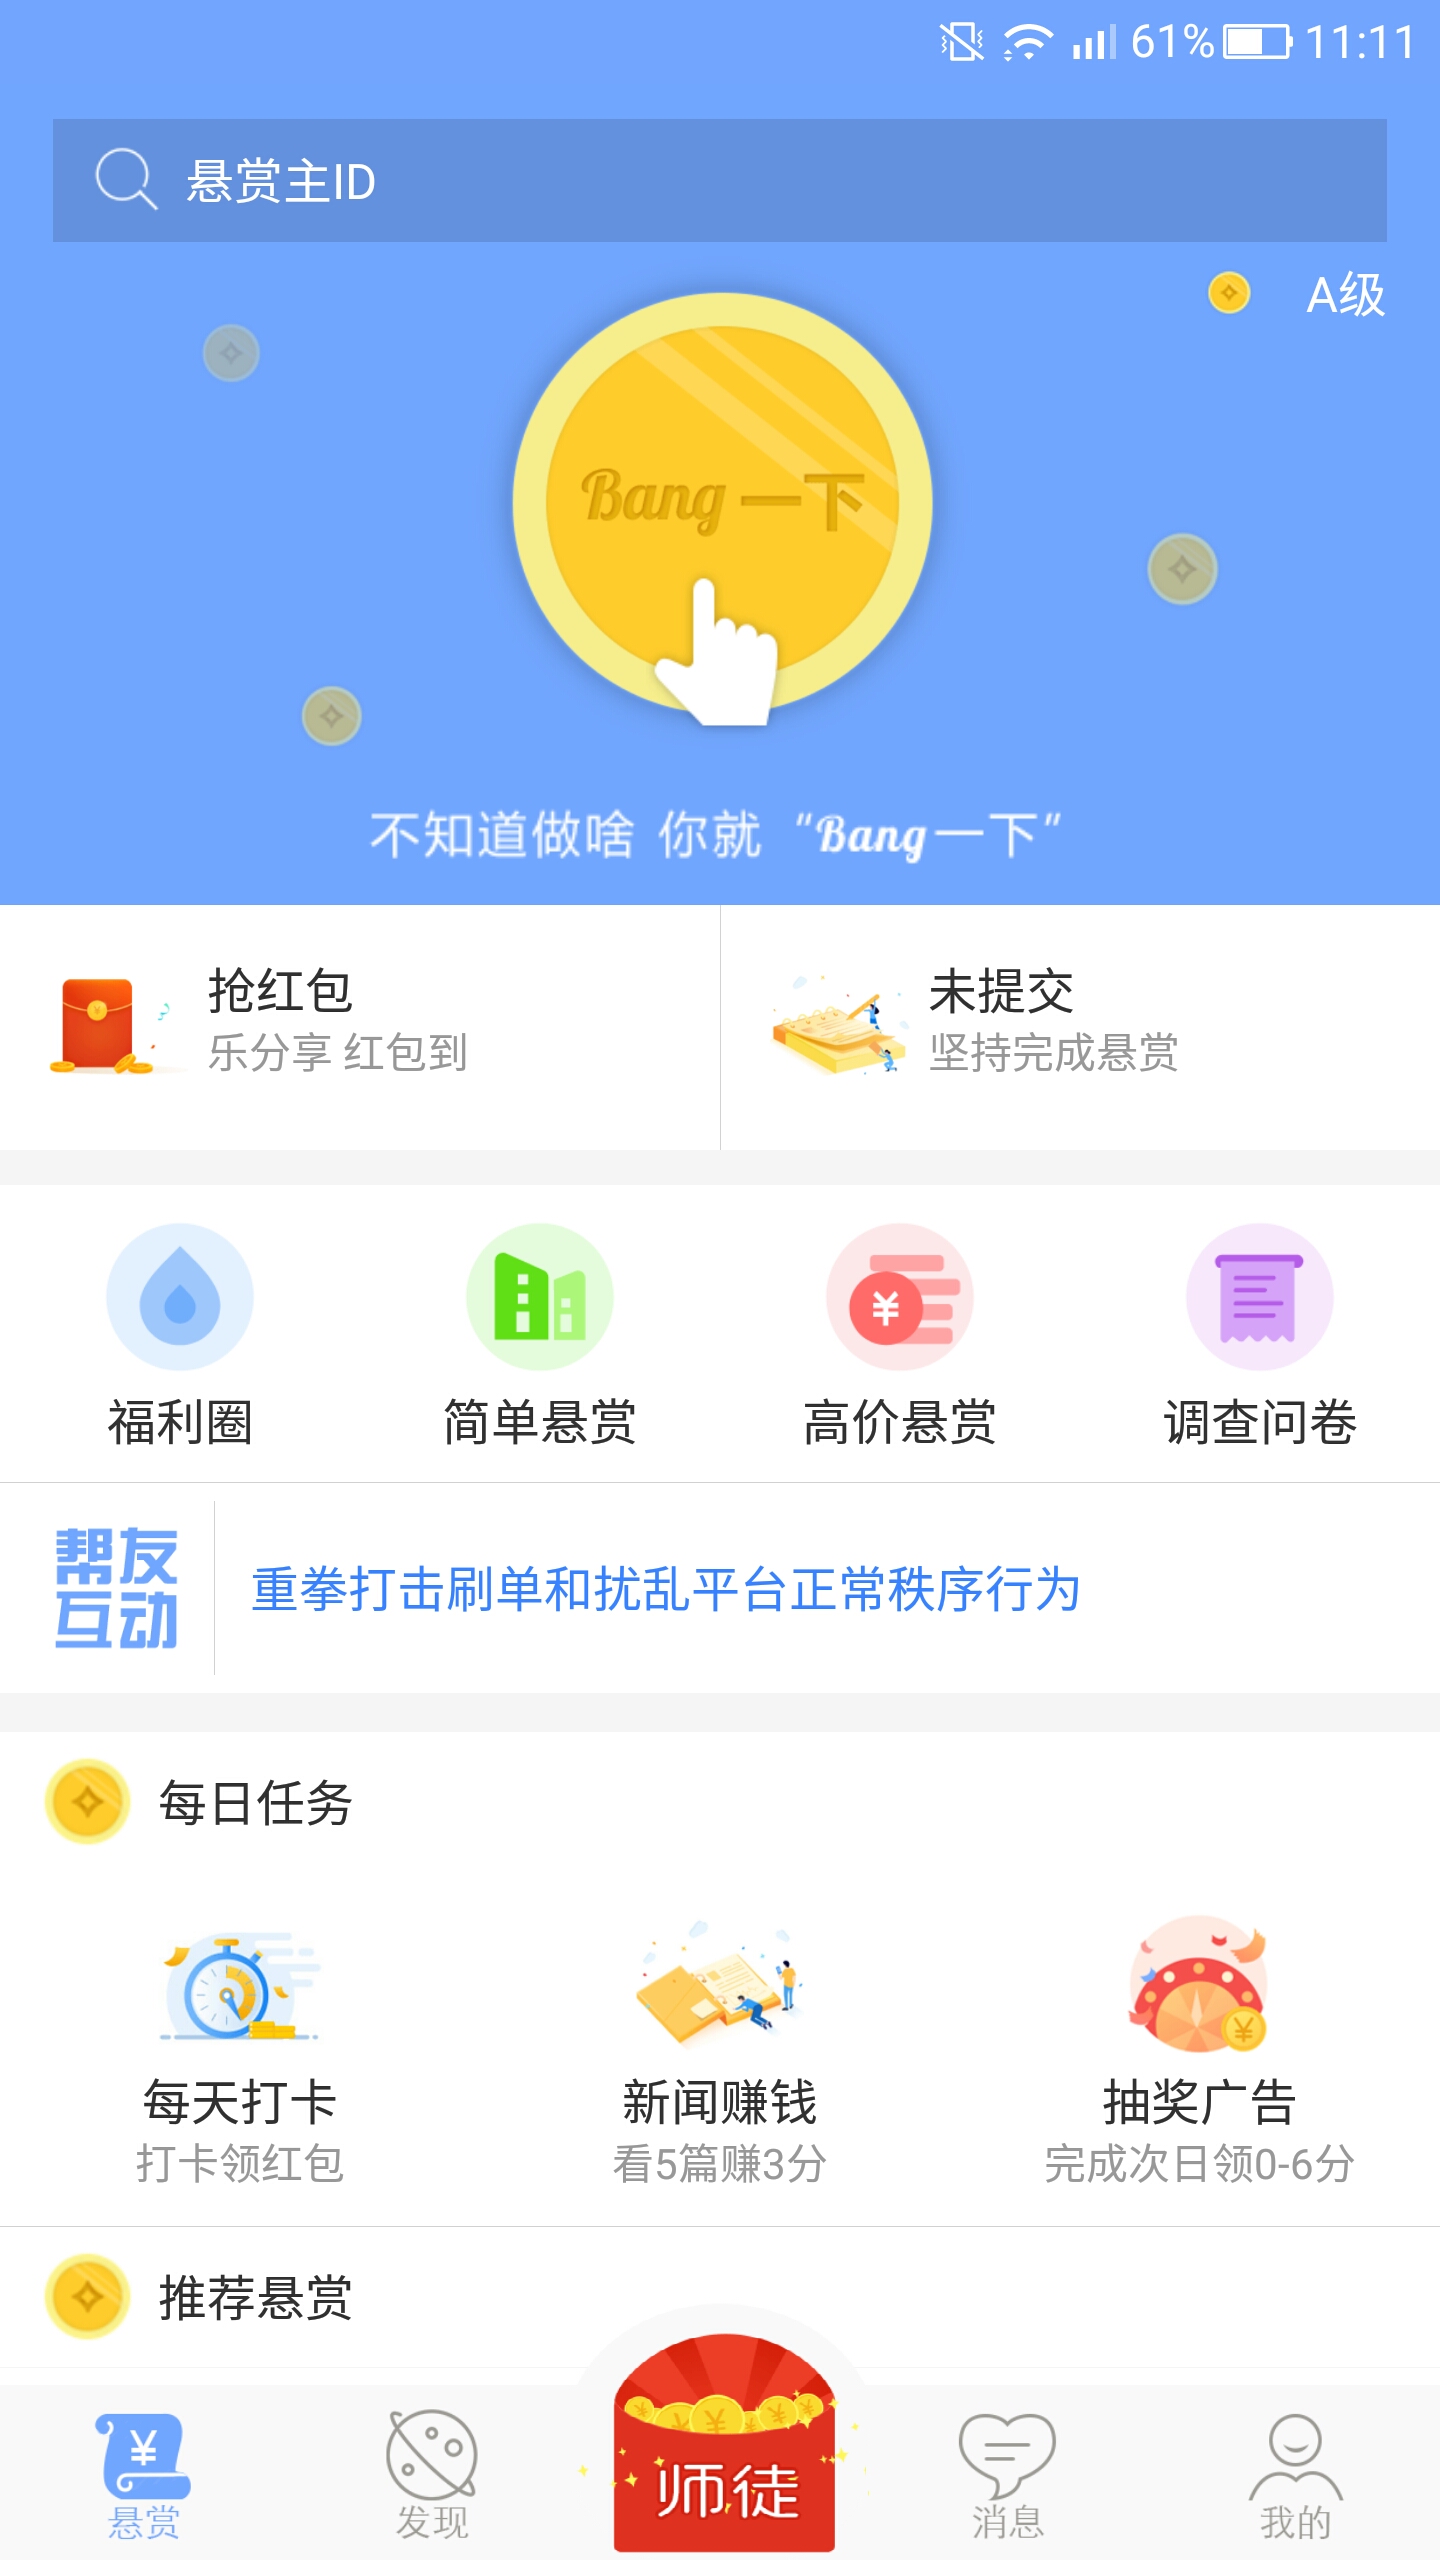 61% 11:11
悬赏主ID
A级
Bang 一下
不知道做啥 你就 “Bang一下”
抢红包
乐分享 红包到
未提交
坚持完成悬赏
福利圈 简单悬赏 高价悬赏 调查问卷
帮友
互动
重拳打击刷单和扰乱平台正常秩序行为
每日任务
每天打卡 新闻赚钱 抽奖广告
打卡领红包 看5篇赚3分 完成次日领0-6分
推荐悬赏
师徒
悬赏 发现 消息 我的